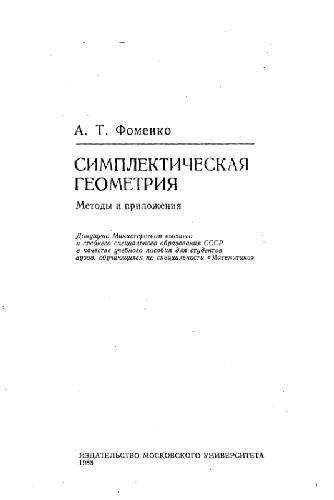 А. Т. Фоменко
СИМПЛЕКТИЧЕСКАЯ
ГЕОМЕТРИЯ
Методы и приложения
Допущено Министерством высшего
и среднего специального образования СССР
в качестве учебного пособия для студентов
вузов, обучающихся по специальности «Математика»
ИЗДАТЕЛЬСТВО МОСКОВСКОГО УНИВЕРСИТЕТА
1988